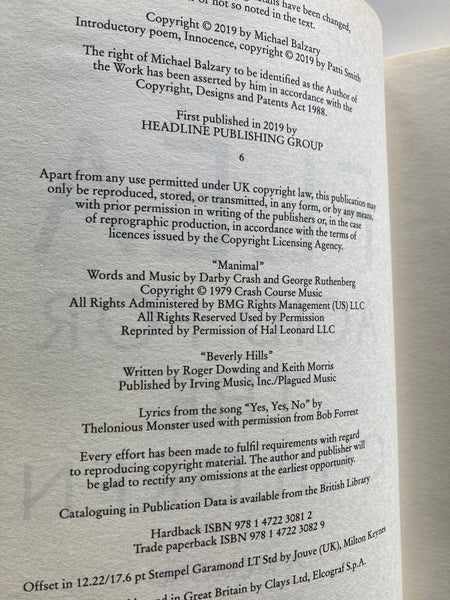 have been changed,
or of not so noted in the text.
Copyright © 2019 by Michael Balzary
Introductory poem, Innocence, copyright © 2019 by Patti Smith
The right of Michael Balzary to be identified as the Author of
the Work has been asserted by him in accordance with the
Copyright, Designs and Patents Act 1988.
First published in 2019 by
HEADLINE PUBLISHING GROUP
6
Apart from any use permitted under UK copyright law, this publication may
only be reproduced, stored, or transmitted, in any form, or by any means,
with prior permission in writing of the publishers or, in the case
of reprographic production, in accordance with the terms of
licences issued by the Copyright Licensing Agency.
“Manimal”
Words and Music by Darby Crash and George Ruthenberg
Copyright © 1979 Crash Course Music
All Rights Administered by BMG Rights Management (US) LLC
All Rights Reserved Used by Permission
Reprinted by Permission of Hal Leonard LLC
“Beverly Hills”
Written by Roger Dowding and Keith Morris
Published by Irving Music, Inc./Plagued Music
Lyrics from the song “Yes, Yes, No” by
Thelonious Monster used with permission from Bob Forrest
Every effort has been made to fulfil requirements with regard
to reproducing copyright material. The author and publisher will
be glad to rectify any omissions at the earliest opportunity.
Cataloguing in Publication Data is available from the British Library
Hardback ISBN 978 1 4722 3081 2
Trade paperback ISBN 978 1 4722 3082 9
Offset in 12.22/17.6 pt Stempel Garamond LT Std by Jouve (UK), Milton Keynes
in Great Britain by Clays Ltd, Elcograf S.p.A.